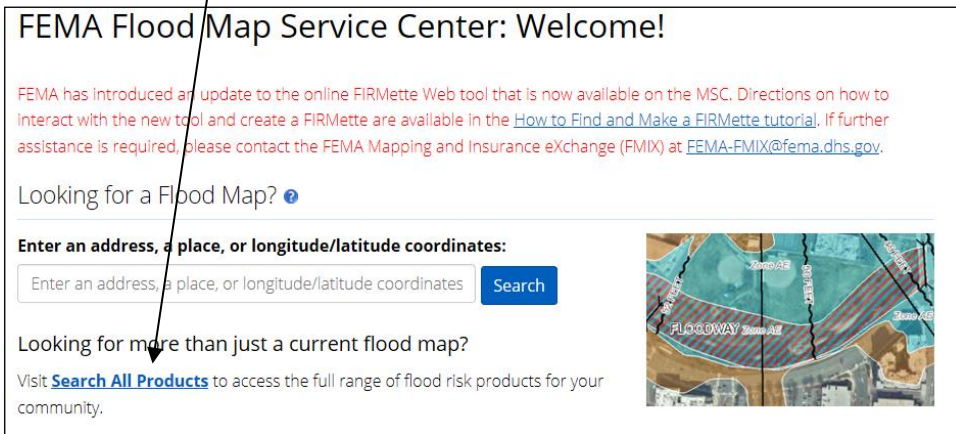 FEMA Flood Map Service Center: Welcome!
FEMA has introduced an update to the online FIRMette Web tool that is now available on the MSC. Directions on how to
interact with the new tool and create a FIRMette are available in the How to Find and Make a FIRMette tutorial. If further
assistance is required, please contact the FEMA Mapping and Insurance eXchange (FMIX) at FEMA-FMIX@fema.dhs.gov.
Looking for a Flood Map? ?
Enter an address, a place, or longitude/latitude coordinates:
Enter an address, a place, or longitude/latitude coordinates
Search
Looking for more than just a current flood map?
Visit Search All Products to access the full range of flood risk products for your
community.
Zone AE
FLOODWAY Zone AE
Zone AE